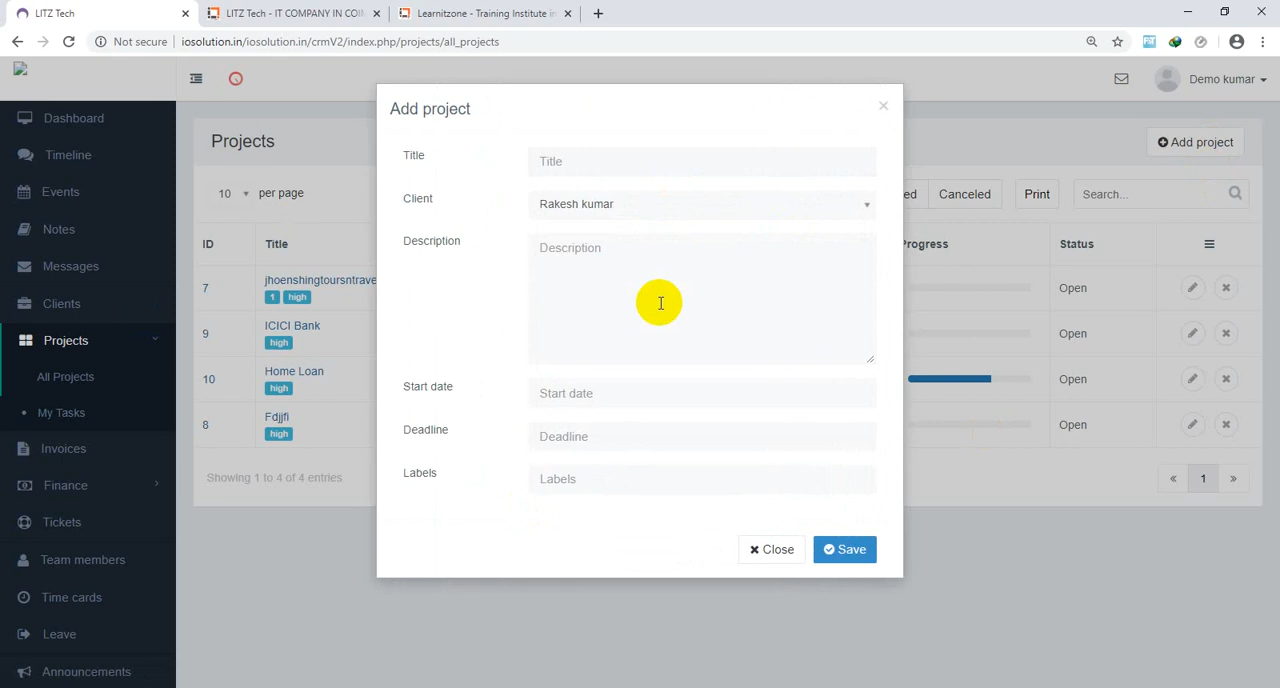 LITZ Tech
LITZ Tech - IT COMPANY IN COI
Learnitzone - Training Institute in
Not secure
iosolution.in/iosolution.in/crmV2/index.php/projects/all_projects
Demo kumar
Dashboard
Timeline
Events
Notes
Messages
Clients
Projects
All Projects
My Tasks
Invoices
Finance
Tickets
Team members
Time cards
Leave
Announcements
Projects
Add project
10 per page
ed Canceled Print Search...
ID Title Progress Status
7 jhoenshingtoursntrave Open
1 high
9 ICICI Bank Open
high
10 Home Loan Open
high
8 Fdjjfi Open
high
Showing 1 to 4 of 4 entries
« 1 »
Add project ×
Title Title
Client Rakesh kumar
Description Description
Start date Start date
Deadline Deadline
Labels Labels
Close Save